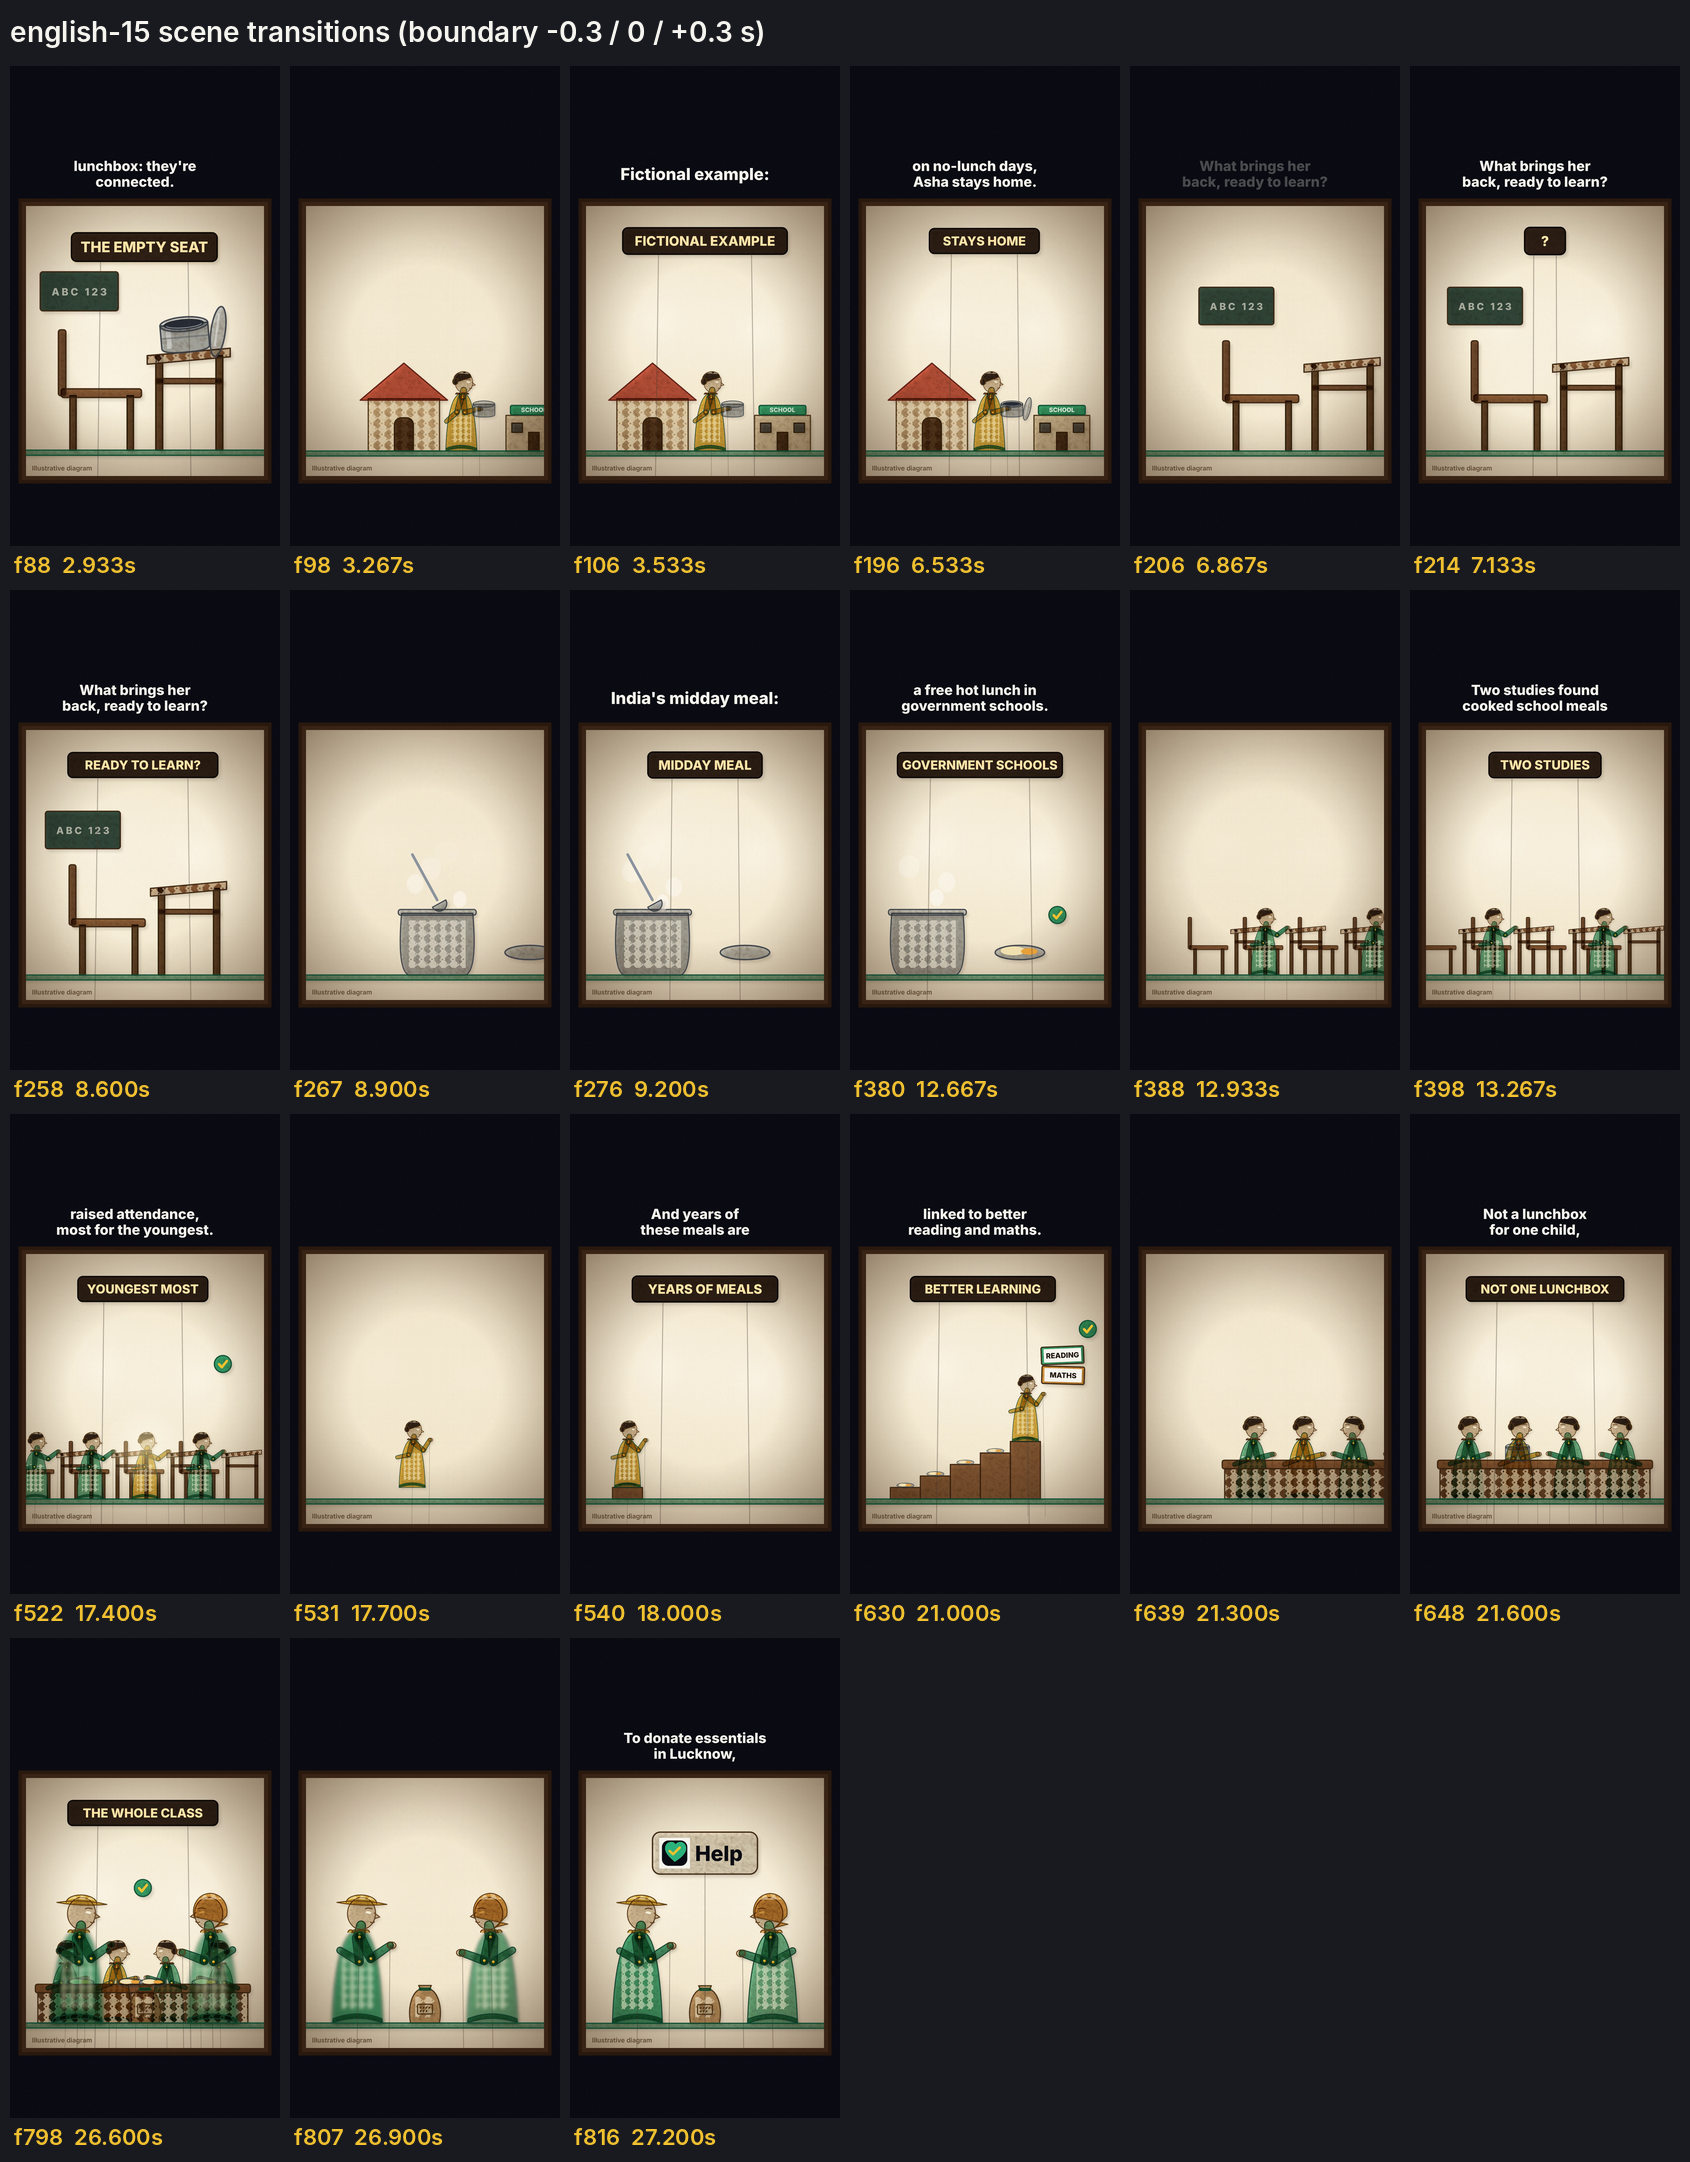 english-15 scene transitions (boundary -0.3 / 0 / +0.3 s)
lunchbox: they're
connected.
THE EMPTY SEAT
ABC 123
Illustrative diagram
f88 2.933s
SCHOOL
Illustrative diagram
f98 3.267s
Fictional example:
FICTIONAL EXAMPLE
SCHOOL
Illustrative diagram
f106 3.533s
on no-lunch days,
Asha stays home.
STAYS HOME
SCHOOL
Illustrative diagram
f196 6.533s
What brings her
back, ready to learn?
ABC 123
Illustrative diagram
f206 6.867s
What brings her
back, ready to learn?
?
ABC 123
Illustrative diagram
f214 7.133s
What brings her
back, ready to learn?
READY TO LEARN?
ABC 123
Illustrative diagram
f258 8.600s
Illustrative diagram
f267 8.900s
India's midday meal:
MIDDAY MEAL
Illustrative diagram
f276 9.200s
a free hot lunch in
government schools.
GOVERNMENT SCHOOLS
Illustrative diagram
f380 12.667s
Illustrative diagram
f388 12.933s
Two studies found
cooked school meals
TWO STUDIES
Illustrative diagram
f398 13.267s
raised attendance,
most for the youngest.
YOUNGEST MOST
Illustrative diagram
f522 17.400s
Illustrative diagram
f531 17.700s
And years of
these meals are
YEARS OF MEALS
Illustrative diagram
f540 18.000s
linked to better
reading and maths.
BETTER LEARNING
READING
MATHS
Illustrative diagram
f630 21.000s
Illustrative diagram
f639 21.300s
Not a lunchbox
for one child,
NOT ONE LUNCHBOX
Illustrative diagram
f648 21.600s
THE WHOLE CLASS
Illustrative diagram
f798 26.600s
Illustrative diagram
f807 26.900s
To donate essentials
in Lucknow,
Help
Illustrative diagram
f816 27.200s